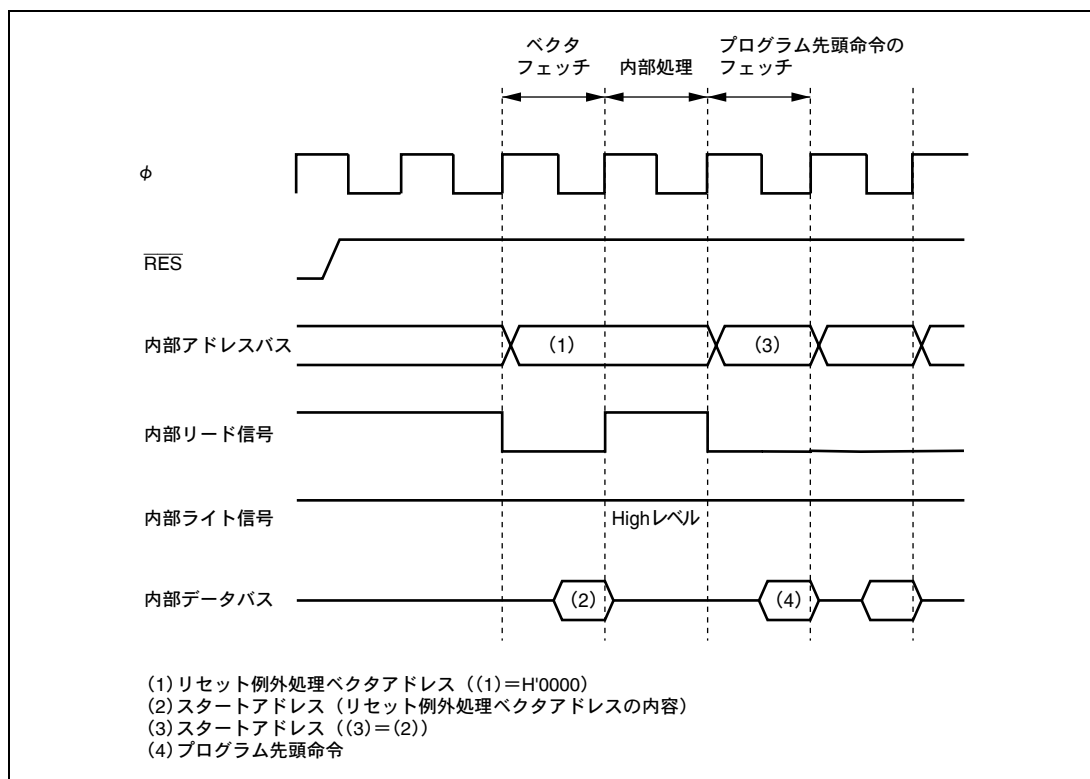 ベクタ
フェッチ
内部処理
プログラム先頭命令の
フェッチ
φ
RES
内部アドレスバス
(1)
(3)
内部リード信号
内部ライト信号
Highレベル
内部データバス
(2)
(4)
(1)リセット例外処理ベクタアドレス((1)=H'0000)
(2)スタートアドレス(リセット例外処理ベクタアドレスの内容)
(3)スタートアドレス((3)=(2))
(4)プログラム先頭命令